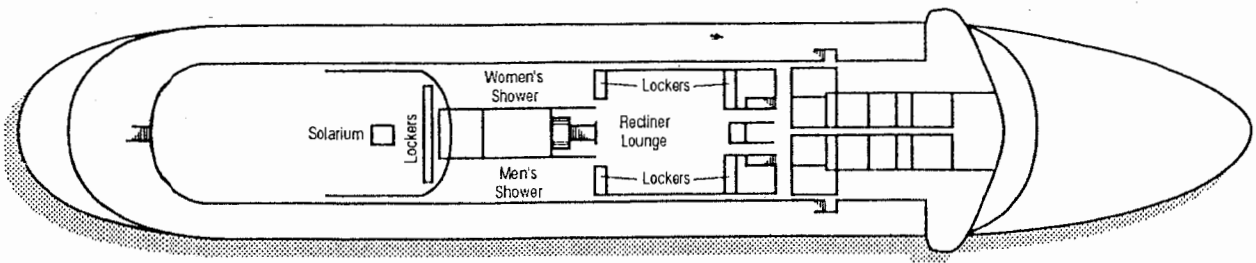 Women's
Shower
Lockers
Solarium
Lockers
Recliner
Lounge
Men's
Shower
Lockers